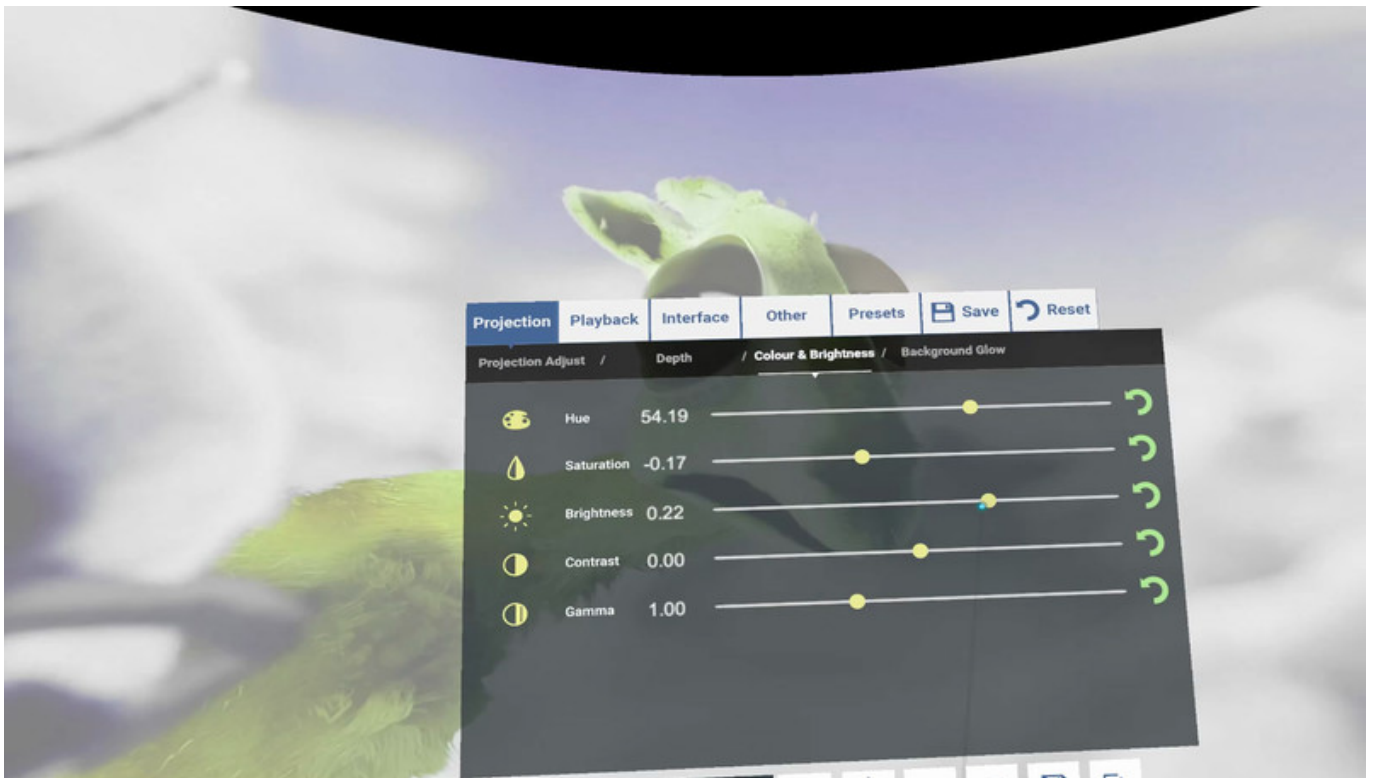 Projection Playback Interface Other Presets Save Reset
Projection Adjust / Depth / Colour & Brightness / Background Glow
Hue 54.19
Saturation -0.17
Brightness 0.22
Contrast 0.00
Gamma 1.00